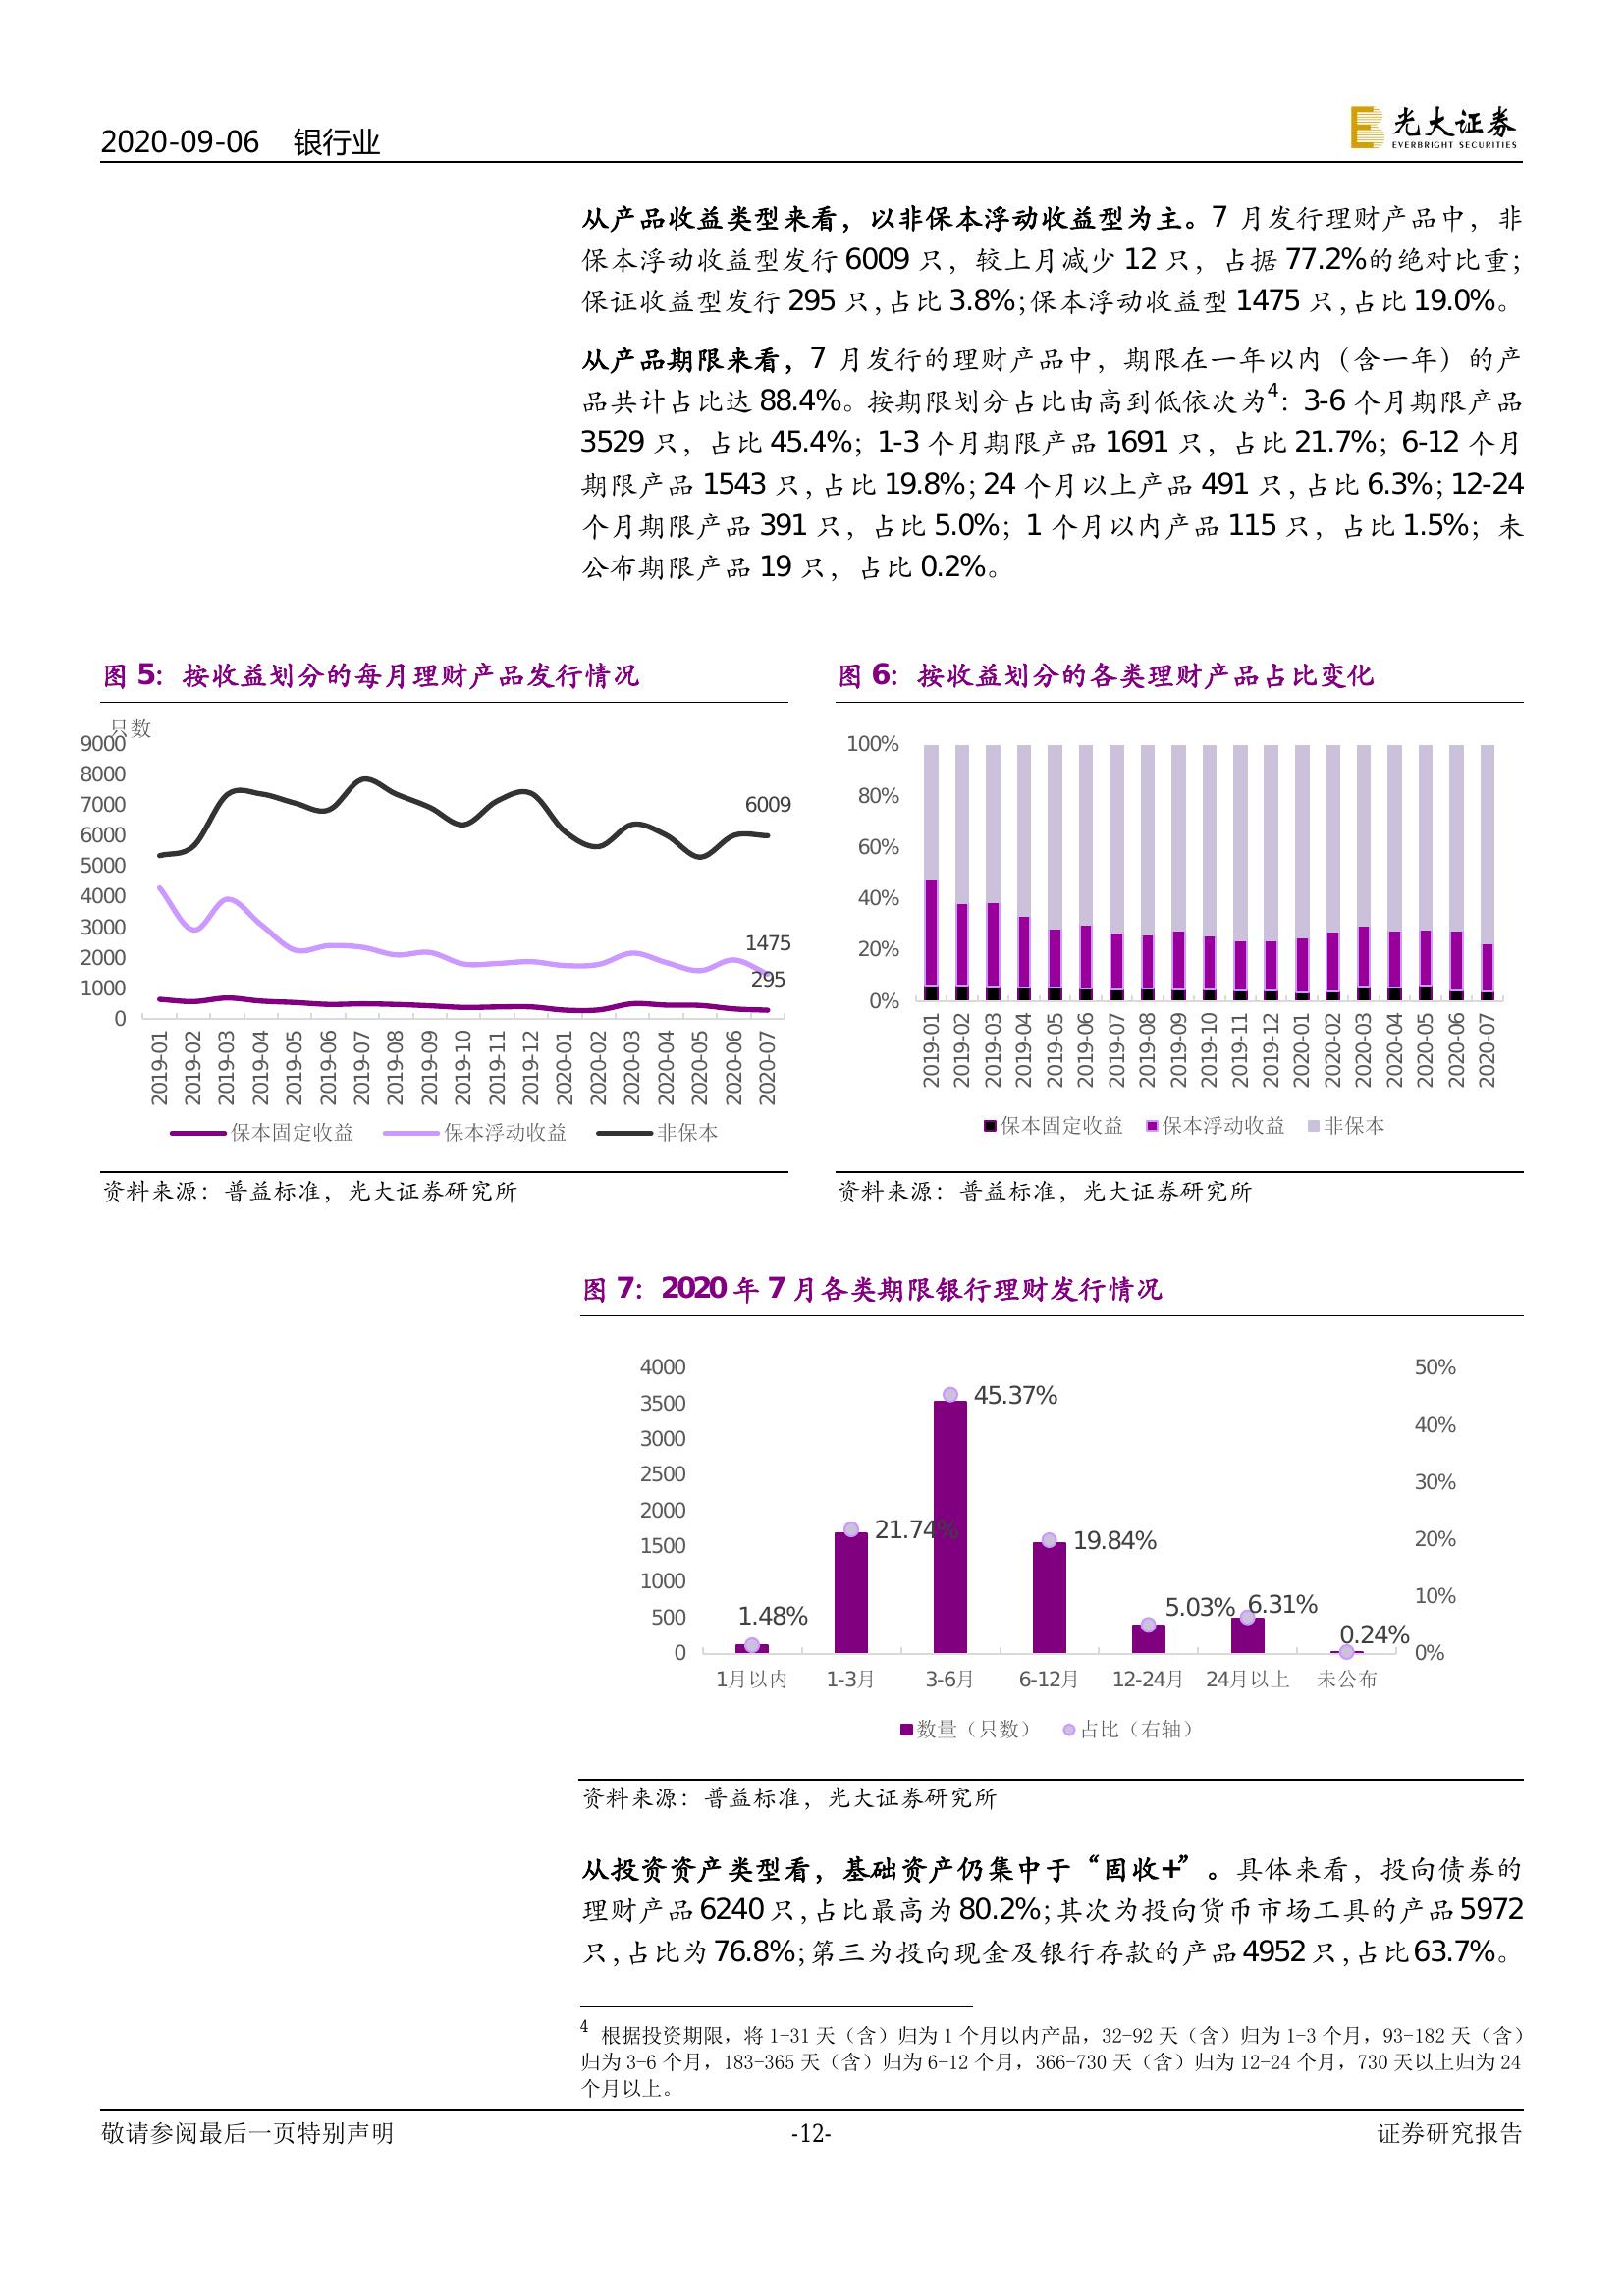 2020-09-06 银行业
光大证券
EVERBRIGHT SECURITIES
从产品收益类型来看，以非保本浮动收益型为主。7 月发行理财产品中，非
保本浮动收益型发行 6009 只，较上月减少 12 只，占据 77.2%的绝对比重；
保证收益型发行 295 只，占比 3.8%；保本浮动收益型 1475 只，占比 19.0%。
从产品期限来看，7 月发行的理财产品中，期限在一年以内（含一年）的产
品共计占比达 88.4%。按期限划分占比由高到低依次为4：3-6 个月期限产品
3529 只，占比 45.4%；1-3 个月期限产品 1691 只，占比 21.7%；6-12 个月
期限产品 1543 只，占比 19.8%；24 个月以上产品 491 只，占比 6.3%；12-24
个月期限产品 391 只，占比 5.0%；1 个月以内产品 115 只，占比 1.5%；未
公布期限产品 19 只，占比 0.2%。
图 5：按收益划分的每月理财产品发行情况
只数
9000
8000
7000
6000
5000
4000
3000
2000
1000
0
6009
1475
295
2019-01 2019-02 2019-03 2019-04 2019-05 2019-06 2019-07 2019-08 2019-09 2019-10 2019-11 2019-12 2020-01 2020-02 2020-03 2020-04 2020-05 2020-06 2020-07
保本固定收益 保本浮动收益 非保本
资料来源：普益标准，光大证券研究所
图 6：按收益划分的各类理财产品占比变化
100%
80%
60%
40%
20%
0%
2019-01 2019-02 2019-03 2019-04 2019-05 2019-06 2019-07 2019-08 2019-09 2019-10 2019-11 2019-12 2020-01 2020-02 2020-03 2020-04 2020-05 2020-06 2020-07
保本固定收益 保本浮动收益 非保本
资料来源：普益标准，光大证券研究所
图 7：2020 年 7 月各类期限银行理财发行情况
4000
3500
3000
2500
2000
1500
1000
500
0
1.48%
21.74%
45.37%
19.84%
5.03%
6.31%
0.24%
50%
40%
30%
20%
10%
0%
1月以内 1-3月 3-6月 6-12月 12-24月 24月以上 未公布
数量（只数） 占比（右轴）
资料来源：普益标准，光大证券研究所
从投资资产类型看，基础资产仍集中于“固收+”。具体来看，投向债券的
理财产品 6240 只，占比最高为 80.2%；其次为投向货币市场工具的产品 5972
只，占比为 76.8%；第三为投向现金及银行存款的产品 4952 只，占比 63.7%。
4 根据投资期限，将 1-31 天（含）归为 1 个月以内产品，32-92 天（含）归为 1-3 个月，93-182 天（含）
归为 3-6 个月，183-365 天（含）归为 6-12 个月，366-730 天（含）归为 12-24 个月，730 天以上归为 24
个月以上。
敬请参阅最后一页特别声明 -12- 证券研究报告